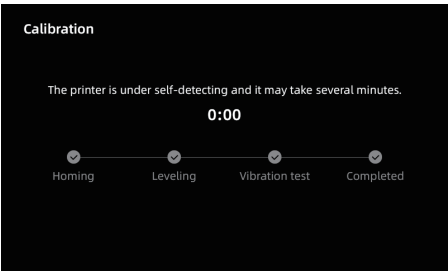 Calibration
The printer is under self-detecting and it may take several minutes.
0:00
Homing Leveling Vibration test Completed